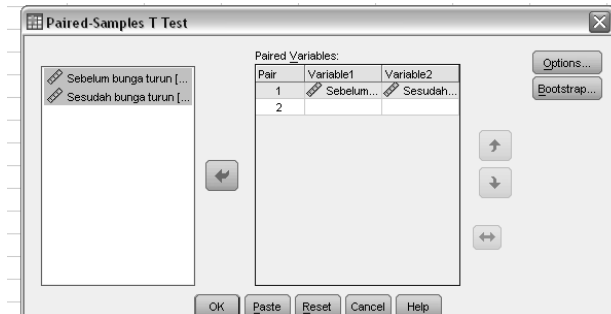 Paired-Samples T Test
Sebelum bunga turun [...
Sesudah bunga turun [...
Paired Variables:
Pair Variable1 Variable2
1 Sebelum... Sesudah...
2
Options...
Bootstrap...
OK Paste Reset Cancel Help